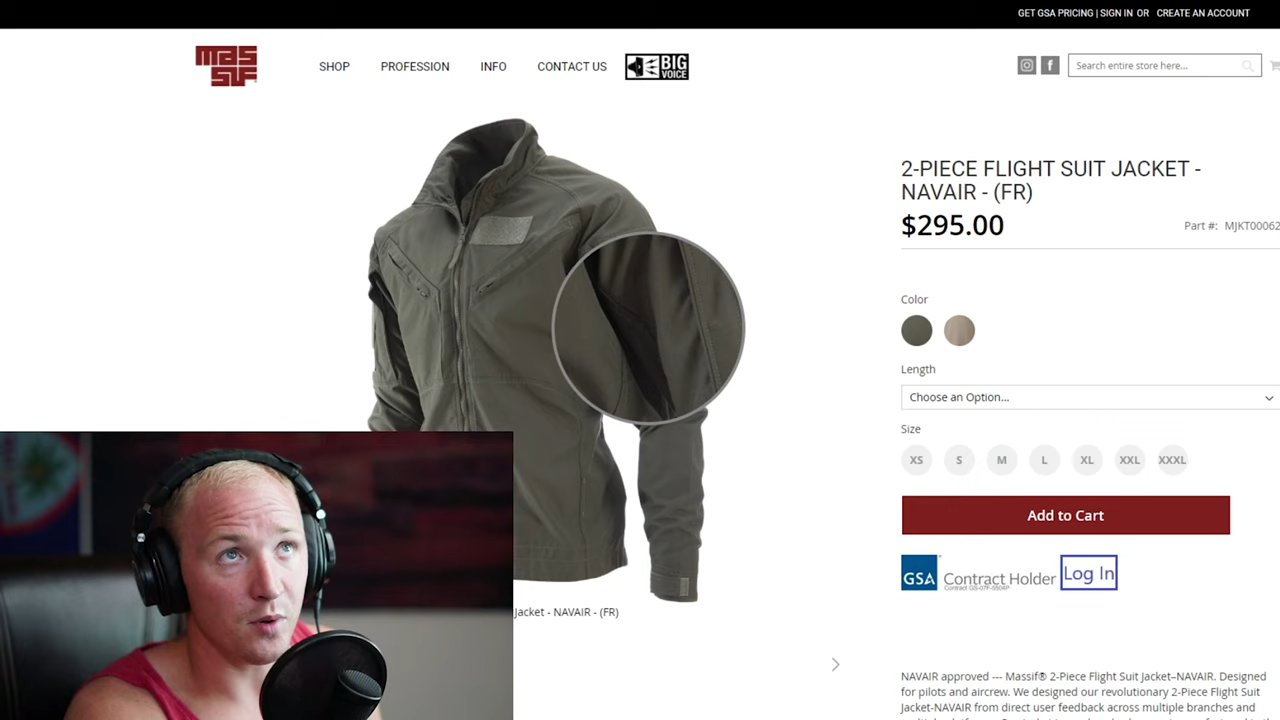 GET GSA PRICING | SIGN IN OR CREATE AN ACCOUNT
massif
SHOP PROFESSION INFO CONTACT US BIG VOICE
Search entire store here...
2-PIECE FLIGHT SUIT JACKET -
NAVAIR - (FR)
$295.00
Part #: MJKT00062
Color
Length
Choose an Option...
Size
XS S M L XL XXL XXXL
Add to Cart
GSA Contract Holder Log In
Jacket - NAVAIR - (FR)
NAVAIR approved --- Massif® 2-Piece Flight Suit Jacket–NAVAIR. Designed
for pilots and aircrew. We designed our revolutionary 2-Piece Flight Suit
Jacket-NAVAIR from direct user feedback across multiple branches and